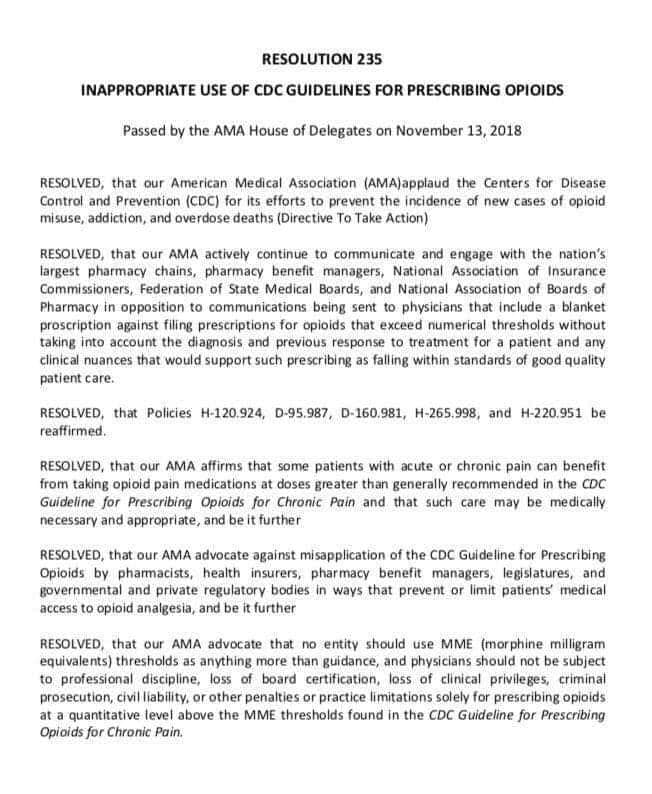 RESOLUTION 235
INAPPROPRIATE USE OF CDC GUIDELINES FOR PRESCRIBING OPIOIDS
Passed by the AMA House of Delegates on November 13, 2018
RESOLVED, that our American Medical Association (AMA)applaud the Centers for Disease
Control and Prevention (CDC) for its efforts to prevent the incidence of new cases of opioid
misuse, addiction, and overdose deaths (Directive To Take Action)
RESOLVED, that our AMA actively continue to communicate and engage with the nation's
largest pharmacy chains, pharmacy benefit managers, National Association of Insurance
Commissioners, Federation of State Medical Boards, and National Association of Boards of
Pharmacy in opposition to communications being sent to physicians that include a blanket
proscription against filing prescriptions for opioids that exceed numerical thresholds without
taking into account the diagnosis and previous response to treatment for a patient and any
clinical nuances that would support such prescribing as falling within standards of good quality
patient care.
RESOLVED, that Policies H-120.924, D-95.987, D-160.981, H-265.998, and H-220.951 be
reaffirmed.
RESOLVED, that our AMA affirms that some patients with acute or chronic pain can benefit
from taking opioid pain medications at doses greater than generally recommended in the CDC
Guideline for Prescribing Opioids for Chronic Pain and that such care may be medically
necessary and appropriate, and be it further
RESOLVED, that our AMA advocate against misapplication of the CDC Guideline for Prescribing
Opioids by pharmacists, health insurers, pharmacy benefit managers, legislatures, and
governmental and private regulatory bodies in ways that prevent or limit patients' medical
access to opioid analgesia, and be it further
RESOLVED, that our AMA advocate that no entity should use MME (morphine milligram
equivalents) thresholds as anything more than guidance, and physicians should not be subject
to professional discipline, loss of board certification, loss of clinical privileges, criminal
prosecution, civil liability, or other penalties or practice limitations solely for prescribing opioids
at a quantitative level above the MME thresholds found in the CDC Guideline for Prescribing
Opioids for Chronic Pain.